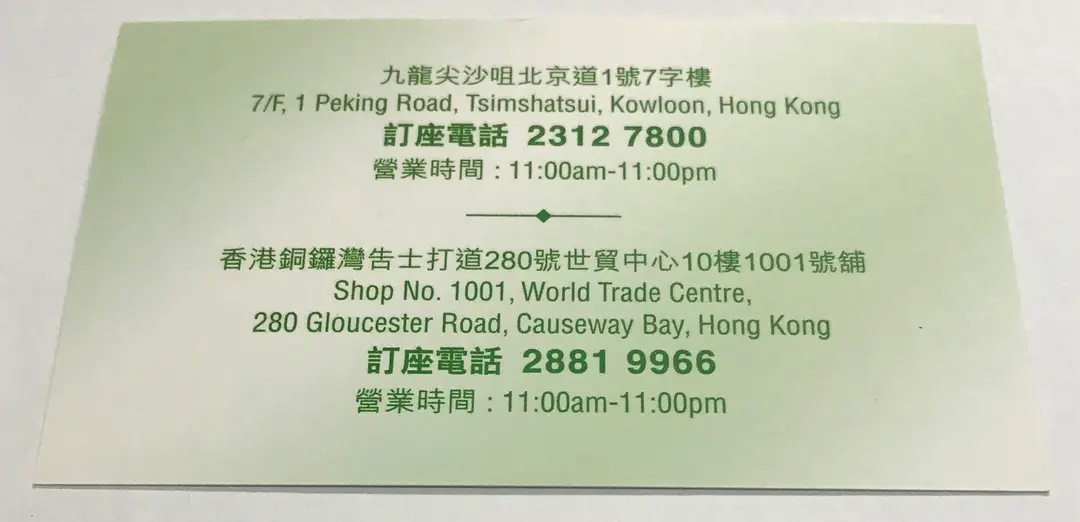 九龍尖沙咀北京道1號7字樓
7/F, 1 Peking Road, Tsimshatsui, Kowloon, Hong Kong
訂座電話 2312 7800
營業時間 : 11:00am-11:00pm
香港銅鑼灣告士打道280號世貿中心10樓1001號舖
Shop No. 1001, World Trade Centre,
280 Gloucester Road, Causeway Bay, Hong Kong
訂座電話 2881 9966
營業時間 : 11:00am-11:00pm